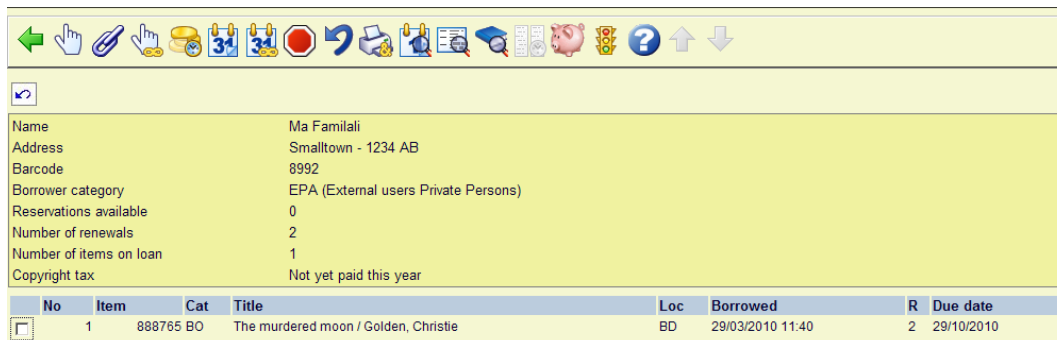 31 31 ?
Name Ma Familali
Address Smalltown - 1234 AB
Barcode 8992
Borrower category EPA (External users Private Persons)
Reservations available 0
Number of renewals 2
Number of items on loan 1
Copyright tax Not yet paid this year
No Item Cat Title Loc Borrowed R Due date
1 888765 BO The murdered moon / Golden, Christie BD 29/03/2010 11:40 2 29/10/2010